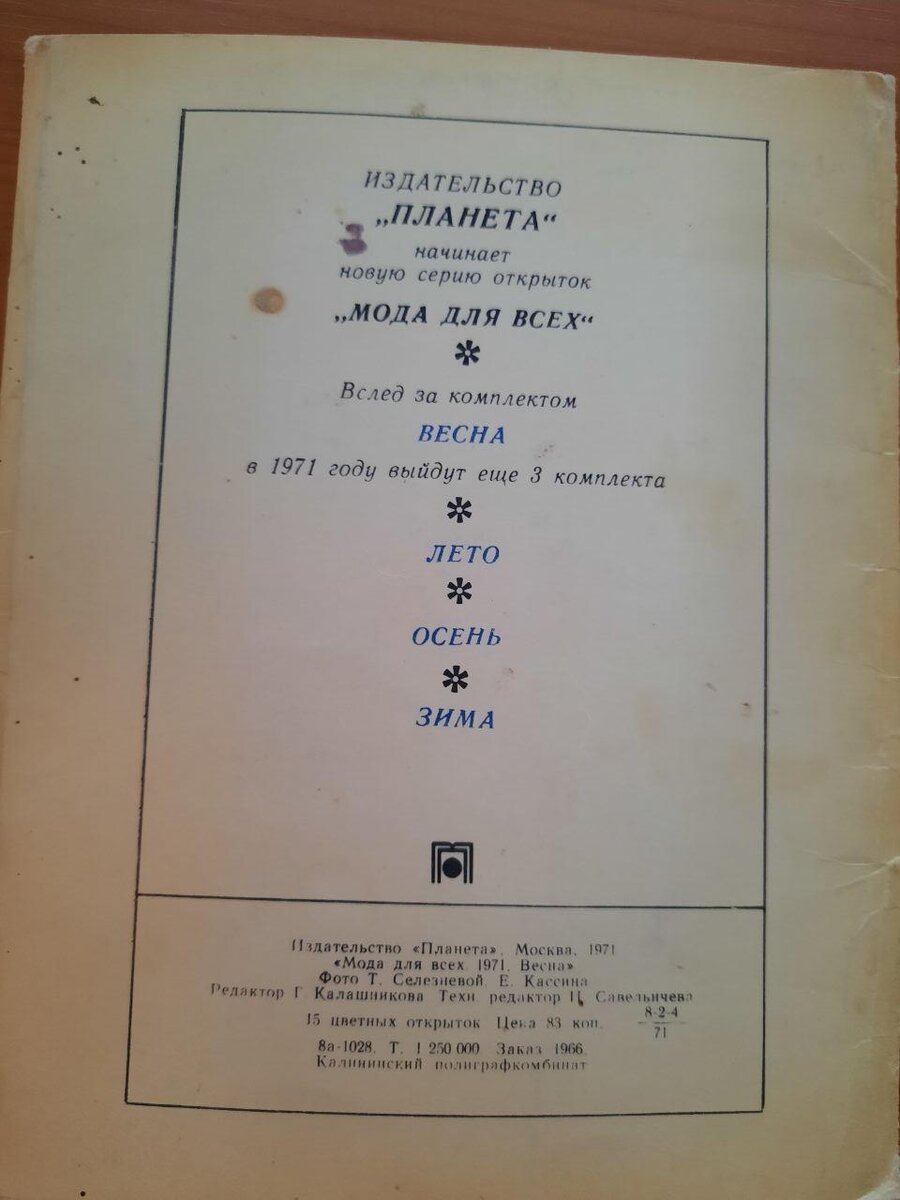 ИЗДАТЕЛЬСТВО
„ПЛАНЕТА“
начинает
новую серию открыток
„МОДА ДЛЯ ВСЕХ“
*
Вслед за комплектом
ВЕСНА
в 1971 году выйдут еще 3 комплекта
*
ЛЕТО
*
ОСЕНЬ
*
ЗИМА
Издательство «Планета», Москва, 1971
«Мода для всех. 1971. Весна»
Фото Т. Селезневой, Е. Кассина
Редактор Г. Калашникова Техн. редактор Савельичева
15 цветных открыток Цена 83 коп. 8-2-4
71
8а-1028. Т. 1 250 000 Заказ 1966.
Калининский полиграфкомбинат